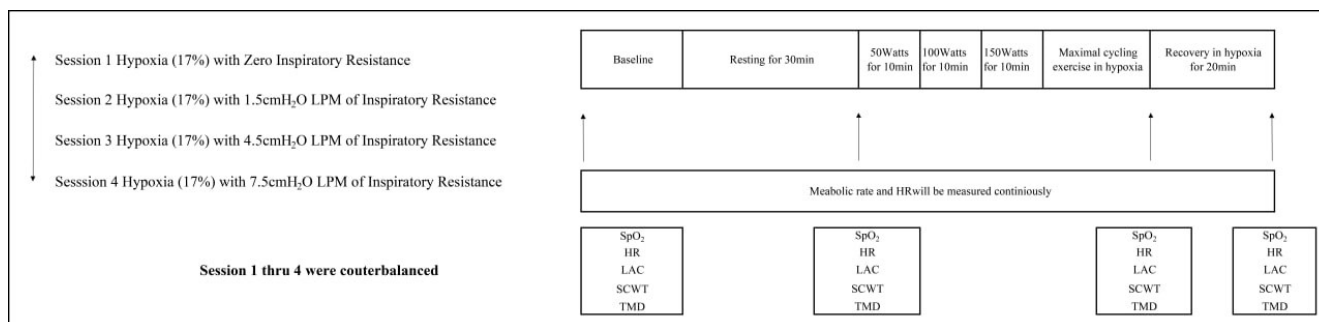 Session 1 Hypoxia (17%) with Zero Inspiratory Resistance
Session 2 Hypoxia (17%) with 1.5cmH₂O LPM of Inspiratory Resistance
Session 3 Hypoxia (17%) with 4.5cmH₂O LPM of Inspiratory Resistance
Sesssion 4 Hypoxia (17%) with 7.5cmH₂O LPM of Inspiratory Resistance
Session 1 thru 4 were couterbalanced
Baseline
Resting for 30min
50Watts
for 10min
100Watts
for 10min
150Watts
for 10min
Maximal cycling
exercise in hypoxia
Recovery in hypoxia
for 20min
Meabolic rate and HRwill be measured continiously
SpO₂
HR
LAC
SCWT
TMD
SpO₂
HR
LAC
SCWT
TMD
SpO₂
HR
LAC
SCWT
TMD
SpO₂
HR
LAC
SCWT
TMD